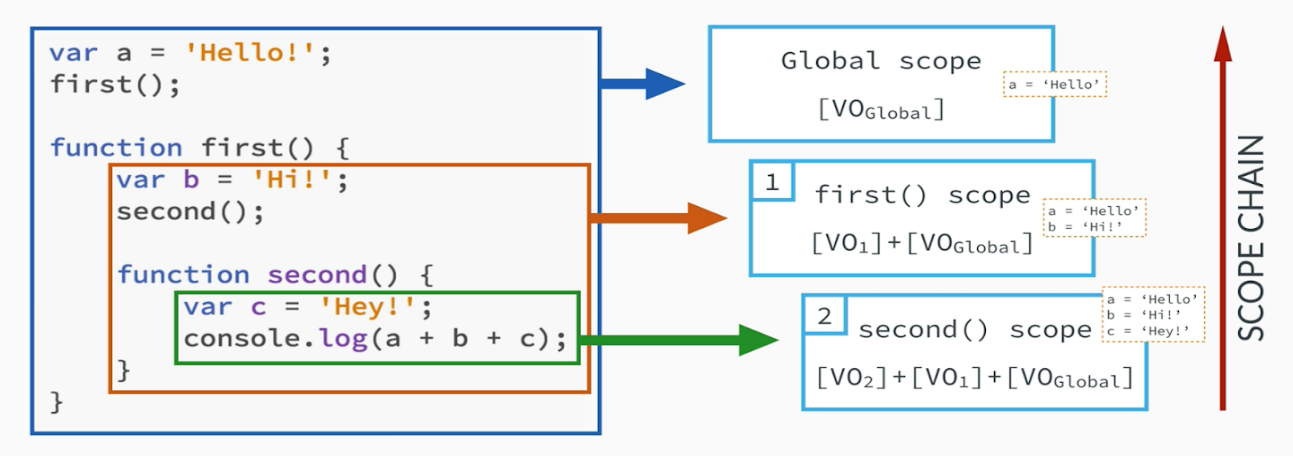 var a = 'Hello!';
first();
function first() {
var b = 'Hi!';
second();
function second() {
var c = 'Hey!';
console.log(a + b + c);
}
}
Global scope
[VOGlobal]
a = ‘Hello’
1
first() scope
[VO1]+[VOGlobal]
a = ‘Hello’
b = ‘Hi!’
2
second() scope
[VO2]+[VO1]+[VOGlobal]
a = ‘Hello’
b = ‘Hi!’
c = ‘Hey!’
SCOPE CHAIN